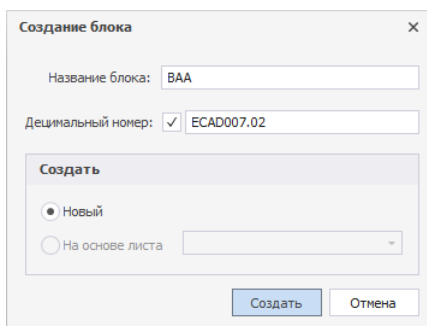 Создание блока
Название блока: BAA
Децимальный номер: ECAD007.02
Создать
Новый
На основе листа
Создать Отмена